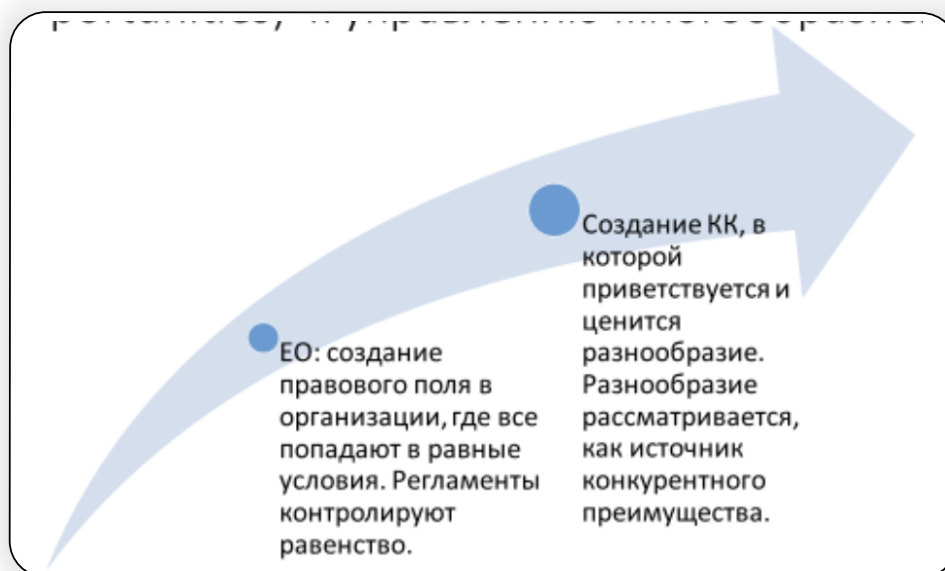 управлению
ЕО: создание
правового поля в
организации, где все
попадают в равные
условия. Регламенты
контролируют
равенство.
Создание КК, в
которой
приветствуется и
ценится
разнообразие.
Разнообразие
рассматривается,
как источник
конкурентного
преимущества.